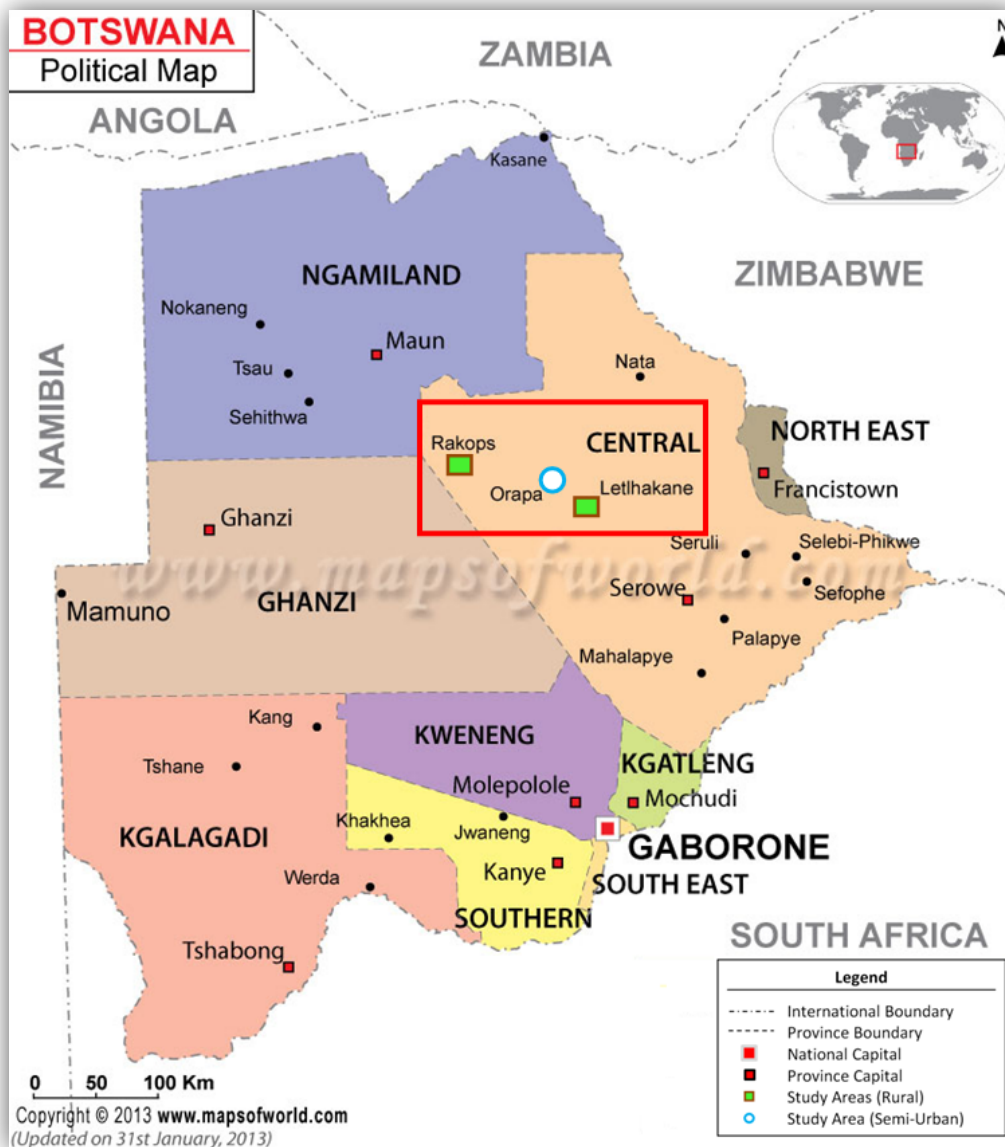 BOTSWANA
Political Map
N
ZAMBIA
ANGOLA
Kasane
ZIMBABWE
NGAMILAND
Nokaneng
Maun
Tsau
Nata
Sehithwa
NAMIBIA
Rakops
CENTRAL
NORTH EAST
Orapa
Letlhakane
Francistown
Ghanzi
Seruli
Selebi-Phikwe
www.mapsofworld.com
Serowe
Sefophe
GHANZI
Mamuno
Palapye
Mahalapye
Kang
KWENENG
Tshane
KGATLENG
Molepolole
Mochudi
Khakhea
Jwaneng
KGALAGADI
GABORONE
Kanye
Werda
SOUTH EAST
SOUTHERN
Tshabong
SOUTH AFRICA
Legend
International Boundary
Province Boundary
National Capital
Province Capital
Study Areas (Rural)
Study Area (Semi-Urban)
0 50 100 Km
Copyright © 2013 www.mapsofworld.com
(Updated on 31st January, 2013)